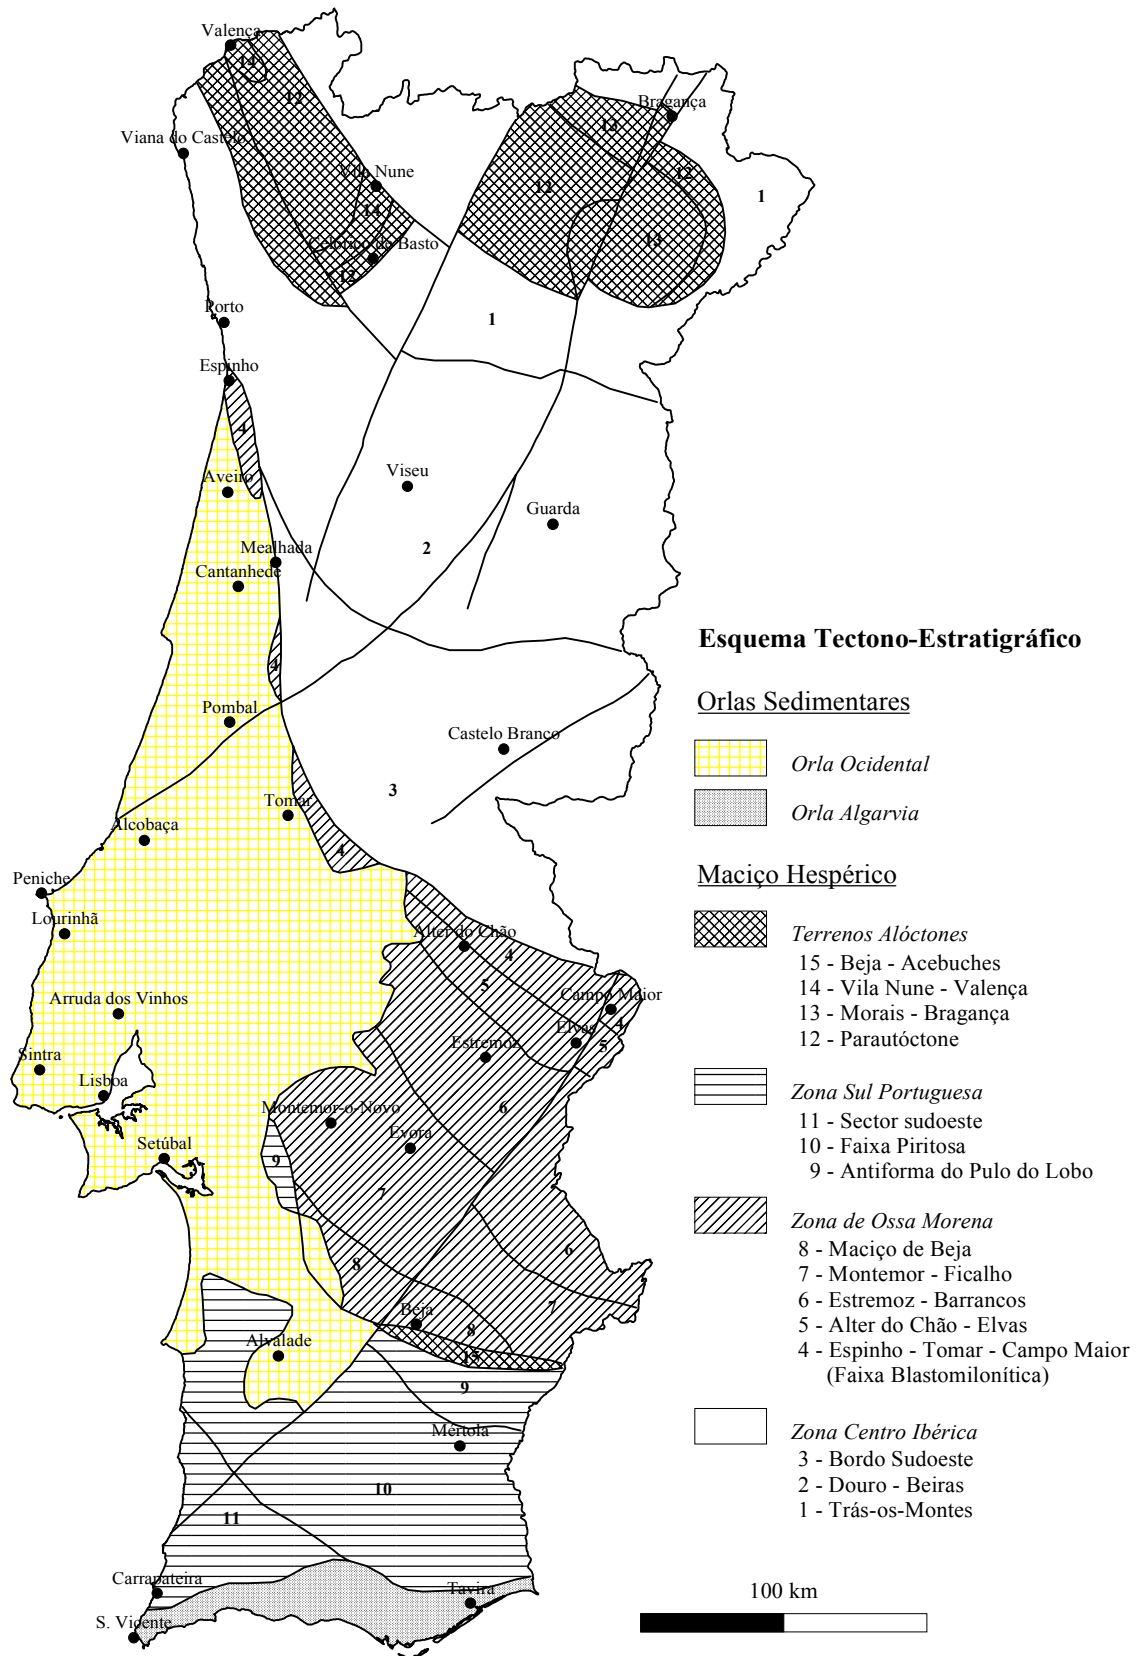 Valença
14
12
Bragança
13
Viana do Castelo
Vila Nune
12
12
1
14
Celorico de Basto
13
12
Porto
1
Espinho
4
Viseu
Aveiro
Guarda
Mealhada
2
Cantanhede
4
Pombal
Castelo Branco
3
Tomar
Alcobaça
4
Peniche
Lourinhã
Alter do Chão
4
5
Arruda dos Vinhos
Campo Maior
4
Elvas
5
Estremoz
Sintra
Lisboa
Montemor-o-Novo
6
Évora
Setúbal
9
7
6
8
7
Beja
8
Alvalade
15
9
Mértola
10
11
Carrapateira
Tavira
S. Vicente
Esquema Tectono-Estratigráfico
Orlas Sedimentares
Orla Ocidental
Orla Algarvia
Maciço Hespérico
Terrenos Alóctones
15 - Beja - Acebuches
14 - Vila Nune - Valença
13 - Morais - Bragança
12 - Parautóctone
Zona Sul Portuguesa
11 - Sector sudoeste
10 - Faixa Piritosa
9 - Antiforma do Pulo do Lobo
Zona de Ossa Morena
8 - Maciço de Beja
7 - Montemor - Ficalho
6 - Estremoz - Barrancos
5 - Alter do Chão - Elvas
4 - Espinho - Tomar - Campo Maior
(Faixa Blastomilonítica)
Zona Centro Ibérica
3 - Bordo Sudoeste
2 - Douro - Beiras
1 - Trás-os-Montes
100 km